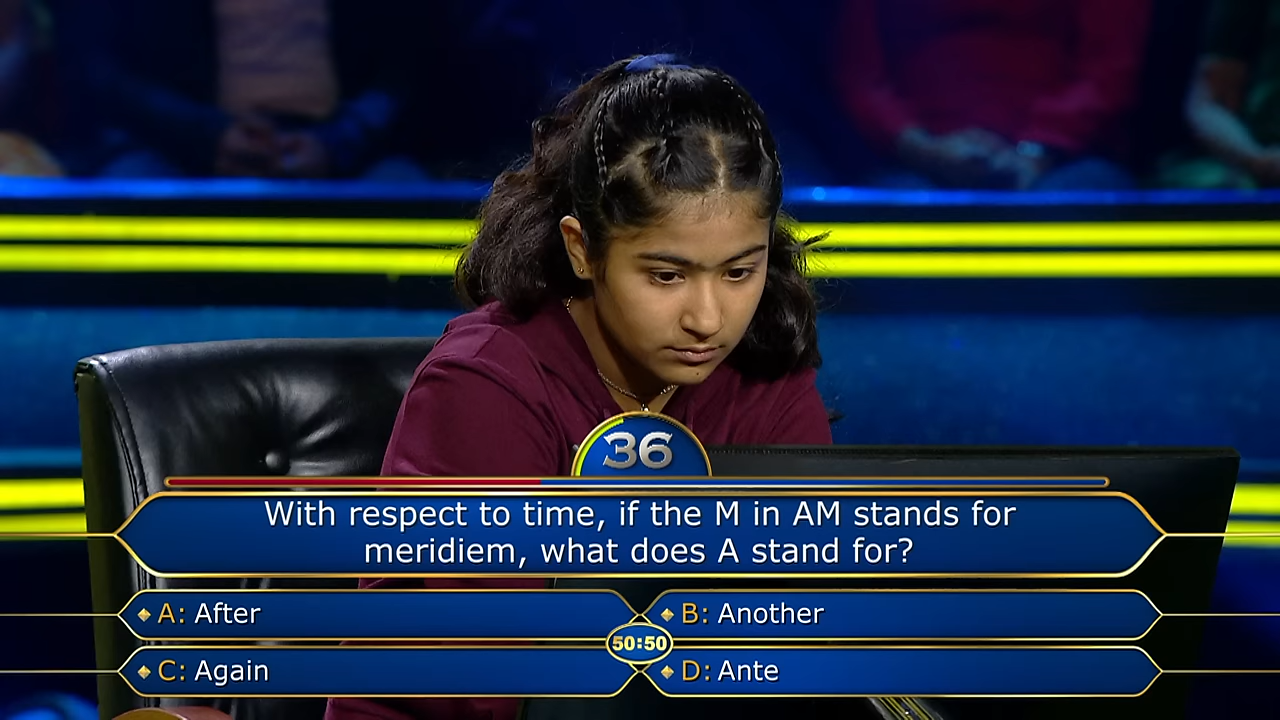 36
With respect to time, if the M in AM stands for
meridiem, what does A stand for?
A: After
B: Another
50:50
C: Again
D: Ante